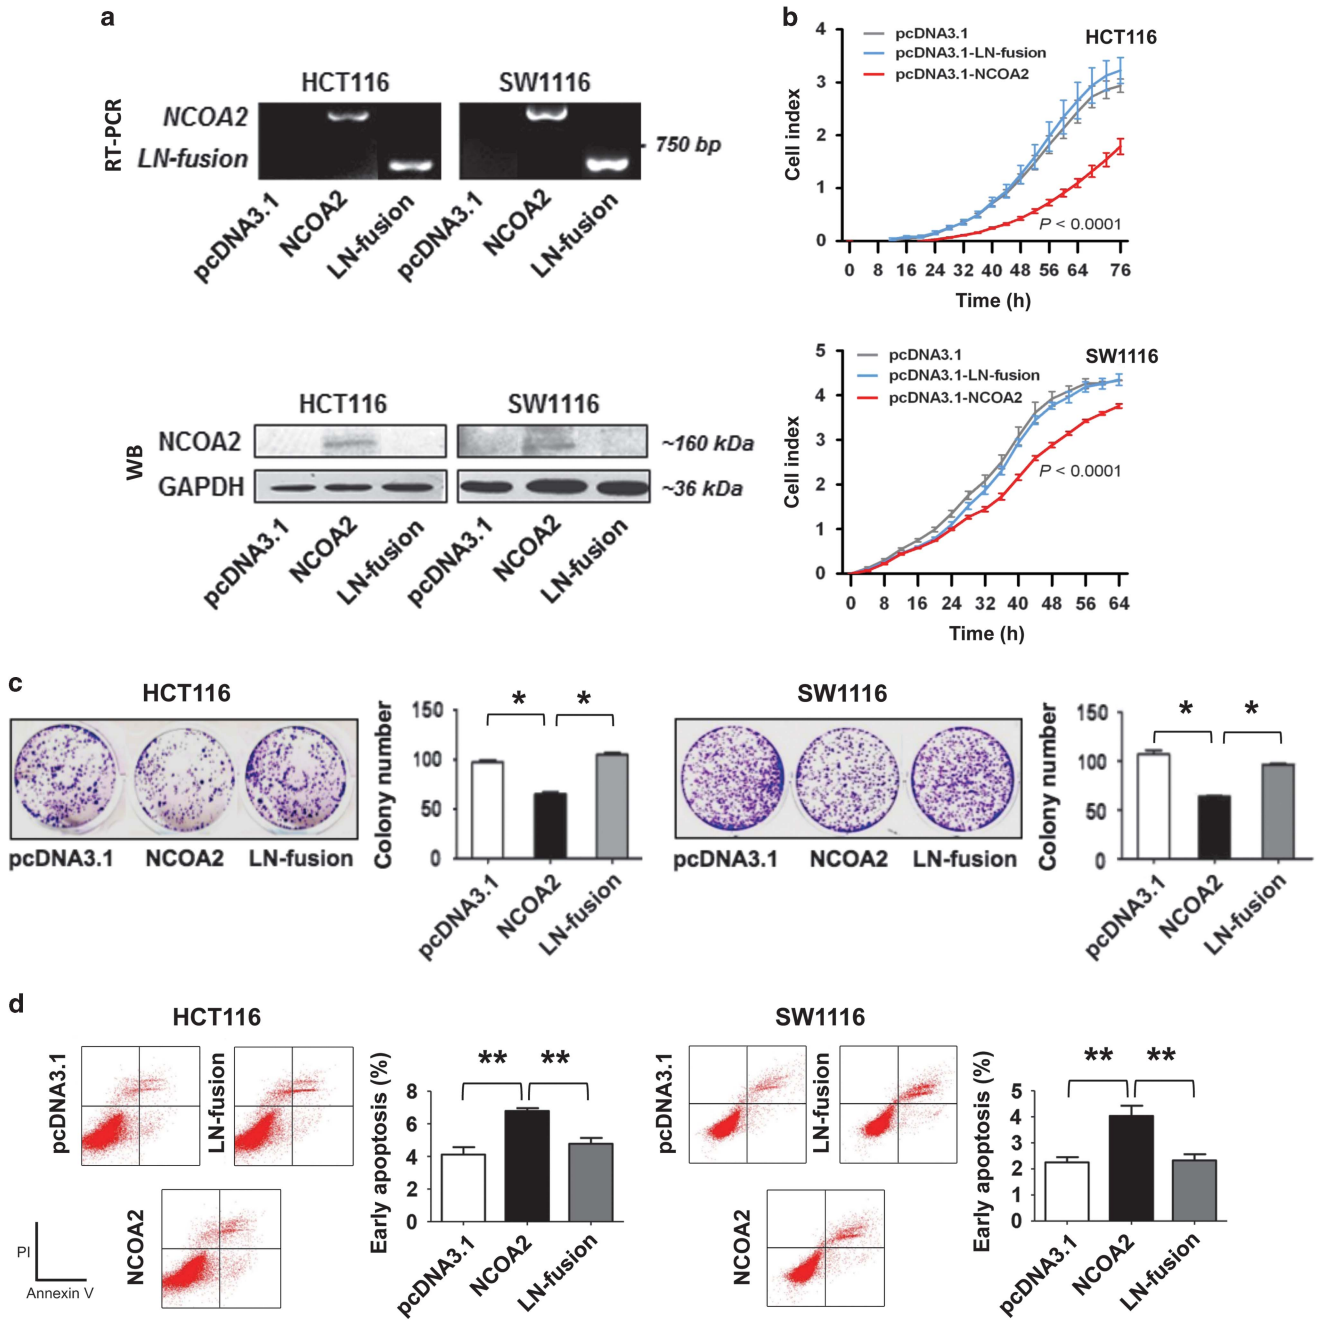 a
HCT116 SW1116
RT-PCR
NCOA2
LN-fusion
750 bp
pcDNA3.1 NCOA2 LN-fusion pcDNA3.1 NCOA2 LN-fusion
HCT116 SW1116
WB
NCOA2 ~160 kDa
GAPDH ~36 kDa
pcDNA3.1 NCOA2 LN-fusion pcDNA3.1 NCOA2 LN-fusion
b
HCT116
pcDNA3.1
pcDNA3.1-LN-fusion
pcDNA3.1-NCOA2
Cell index
4
3
2
1
0
P < 0.0001
0 8 16 24 32 40 48 56 64 76
Time (h)
SW1116
pcDNA3.1
pcDNA3.1-LN-fusion
pcDNA3.1-NCOA2
Cell index
5
4
3
2
1
0
P < 0.0001
0 8 16 24 32 40 48 56 64
Time (h)
c
HCT116
pcDNA3.1 NCOA2 LN-fusion
Colony number
150
100
50
0
* *
pcDNA3.1 NCOA2 LN-fusion
SW1116
pcDNA3.1 NCOA2 LN-fusion
Colony number
150
100
50
0
* *
pcDNA3.1 NCOA2 LN-fusion
d
HCT116
pcDNA3.1
LN-fusion
NCOA2
PI
Annexin V
Early apoptosis (%)
8
6
4
2
0
** **
pcDNA3.1 NCOA2 LN-fusion
SW1116
pcDNA3.1
LN-fusion
NCOA2
Early apoptosis (%)
5
4
3
2
1
0
** **
pcDNA3.1 NCOA2 LN-fusion